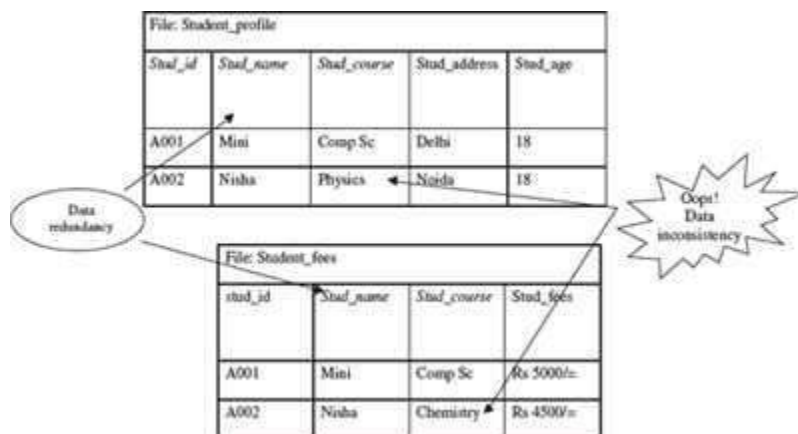 File: Student_profile
Stud_id Stud_name Stud_course Stud_address Stud_age
A001 Mini Comp Sc Delhi 18
A002 Nisha Physics Noida 18
Data
redundancy
Oops!
Data
inconsistency
File: Student_fees
stud_id Stud_name Stud_course Stud_fees
A001 Mini Comp Sc Rs 5000/=
A002 Nisha Chemistry Rs 4500/=